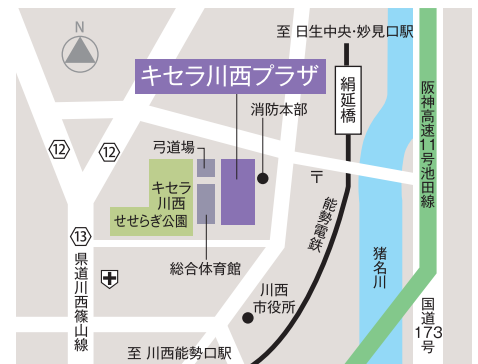 N
至 日生中央・妙見口駅
キセラ川西プラザ
絹延橋
阪神高速11号池田線
消防本部
12
12
弓道場
〒
キセラ
川西
せせらぎ公園
能勢電鉄
13
総合体育館
猪名川
県道川西篠山線
川西
市役所
国道173号
至 川西能勢口駅